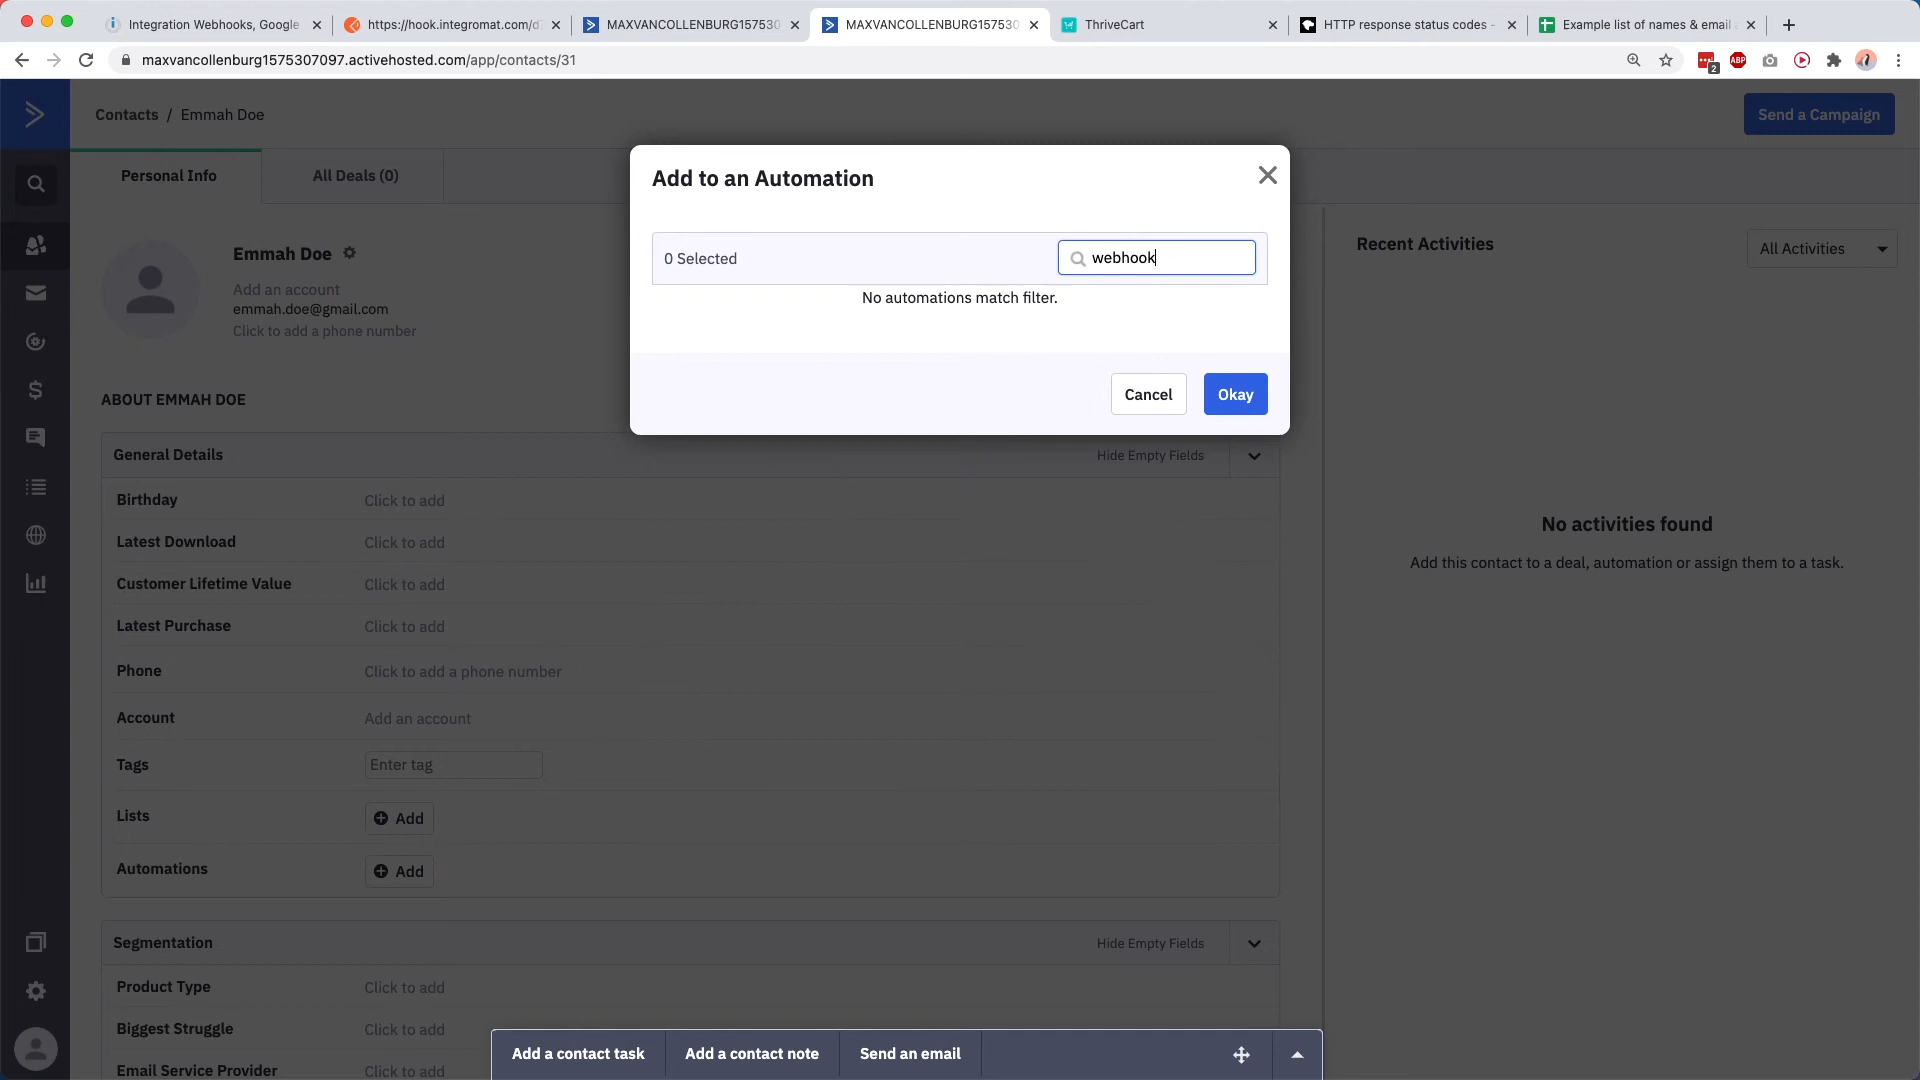 Integration Webhooks, Google
https://hook.integromat.com/d
MAXVANCOLLENBURG157530
MAXVANCOLLENBURG157530
ThriveCart
HTTP response status codes -
Example list of names & email
maxvancollenburg1575307097.activehosted.com/app/contacts/31
2
ABP
Contacts / Emmah Doe
Send a Campaign
Personal Info
All Deals (0)
Add to an Automation
0 Selected
webhook
No automations match filter.
Cancel
Okay
Emmah Doe
Add an account
emmah.doe@gmail.com
Click to add a phone number
Recent Activities
All Activities
ABOUT EMMAH DOE
General Details
Hide Empty Fields
Birthday
Click to add
Latest Download
Click to add
Customer Lifetime Value
Click to add
Latest Purchase
Click to add
Phone
Click to add a phone number
Account
Add an account
Tags
Enter tag
Lists
Add
Automations
Add
No activities found
Add this contact to a deal, automation or assign them to a task.
Segmentation
Hide Empty Fields
Product Type
Click to add
Biggest Struggle
Click to add
Email Service Provider
Click to add
Add a contact task
Add a contact note
Send an email